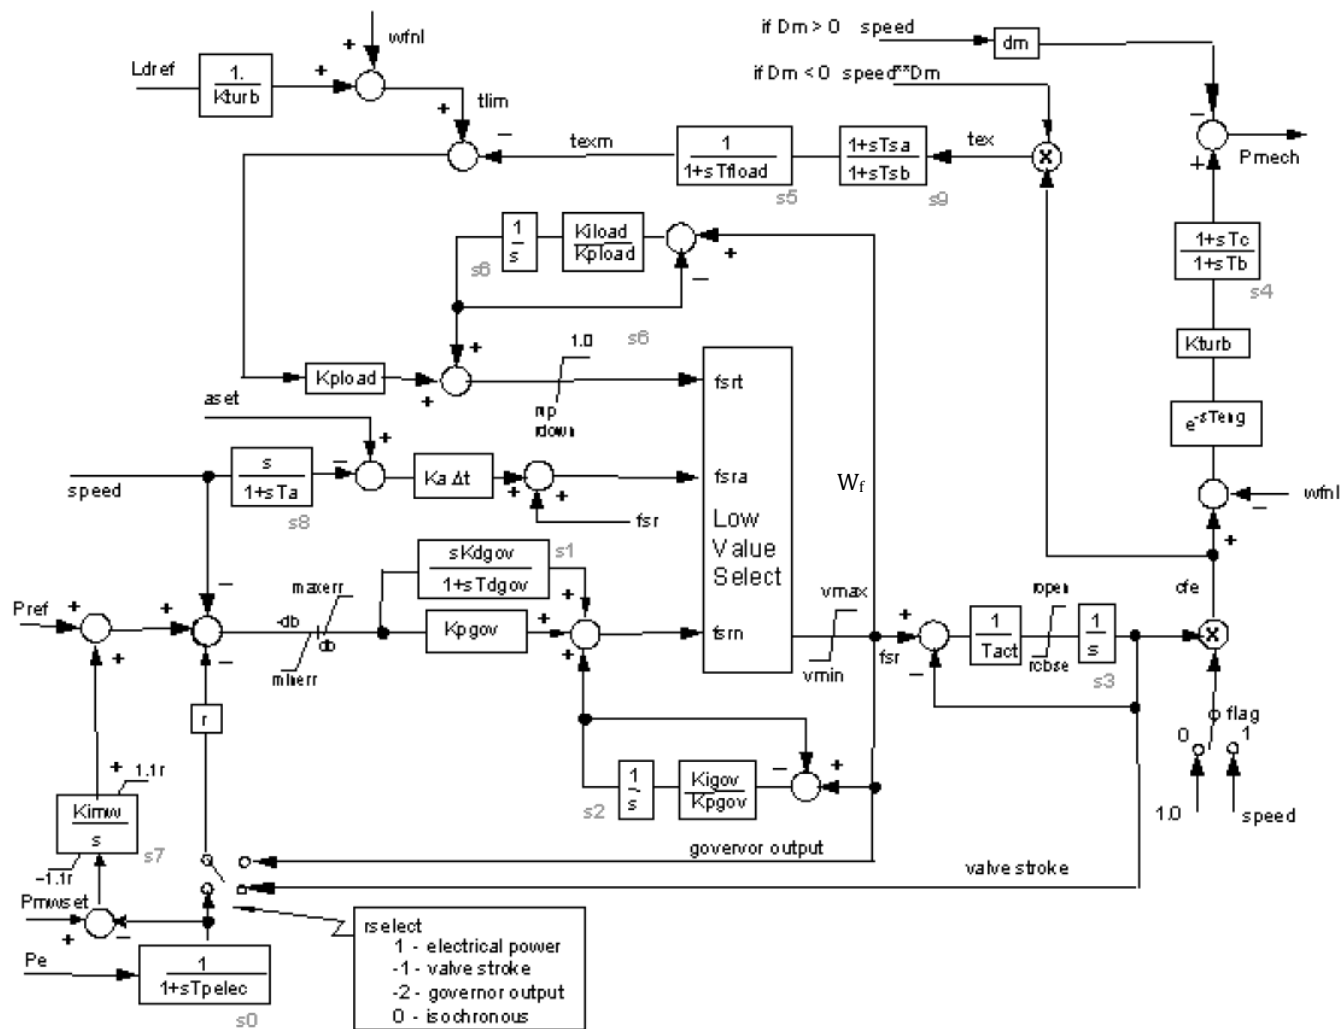 if Dm > 0 speed
dm
wfnl
+
Ldref
1.
Kturb
+
if Dm < 0 speed**Dm
tlim
+
−
texm
1
1+sTfload
s5
1+sTsa
1+sTsb
s9
tex
X
−
+
Pmech
1+sTc
1+sTb
s4
1
s
s6
Kiload
Kpload
+
−
s6
Kturb
1.0
+
Kpload
+
fsrt
e-sTeng
aset
+
speed
s
1+sTa
s8
−
Ka Δt
+
+
fsr
fsra
Wf
−
wfnl
+
Low
Value
Select
sKdgov
1+sTdgov
s1
maxerr
-db
db
minerr
Pref
+
+
+
−
−
Kpgov
+
+
+
fsrn
vmax
vmin
fsr
+
−
1
Tact
ropen
rcbse
1
s
s3
cfe
X
flag
0
1
1.0
speed
r
+
1.1r
Kimw
s
-1.1r
s7
1
s
s2
Kigov
Kpgov
−
+
governor output
valve stroke
Pmwset
+
−
Pe
1
1+sTpelec
s0
rselect
1 - electrical power
-1 - valve stroke
-2 - governor output
0 - isochronous